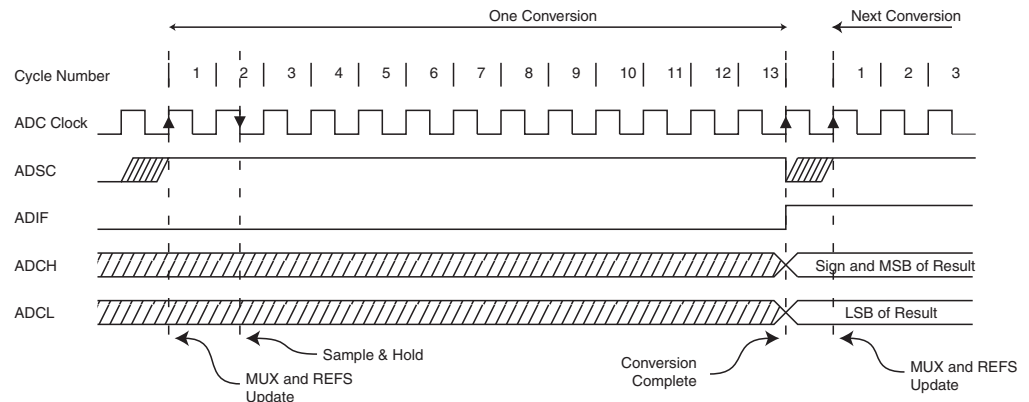 One Conversion
Next Conversion
Cycle Number 1 2 3 4 5 6 7 8 9 10 11 12 13 1 2 3
ADC Clock
ADSC
ADIF
ADCH
Sign and MSB of Result
ADCL
LSB of Result
MUX and REFS
Update
Sample & Hold
Conversion
Complete
MUX and REFS
Update